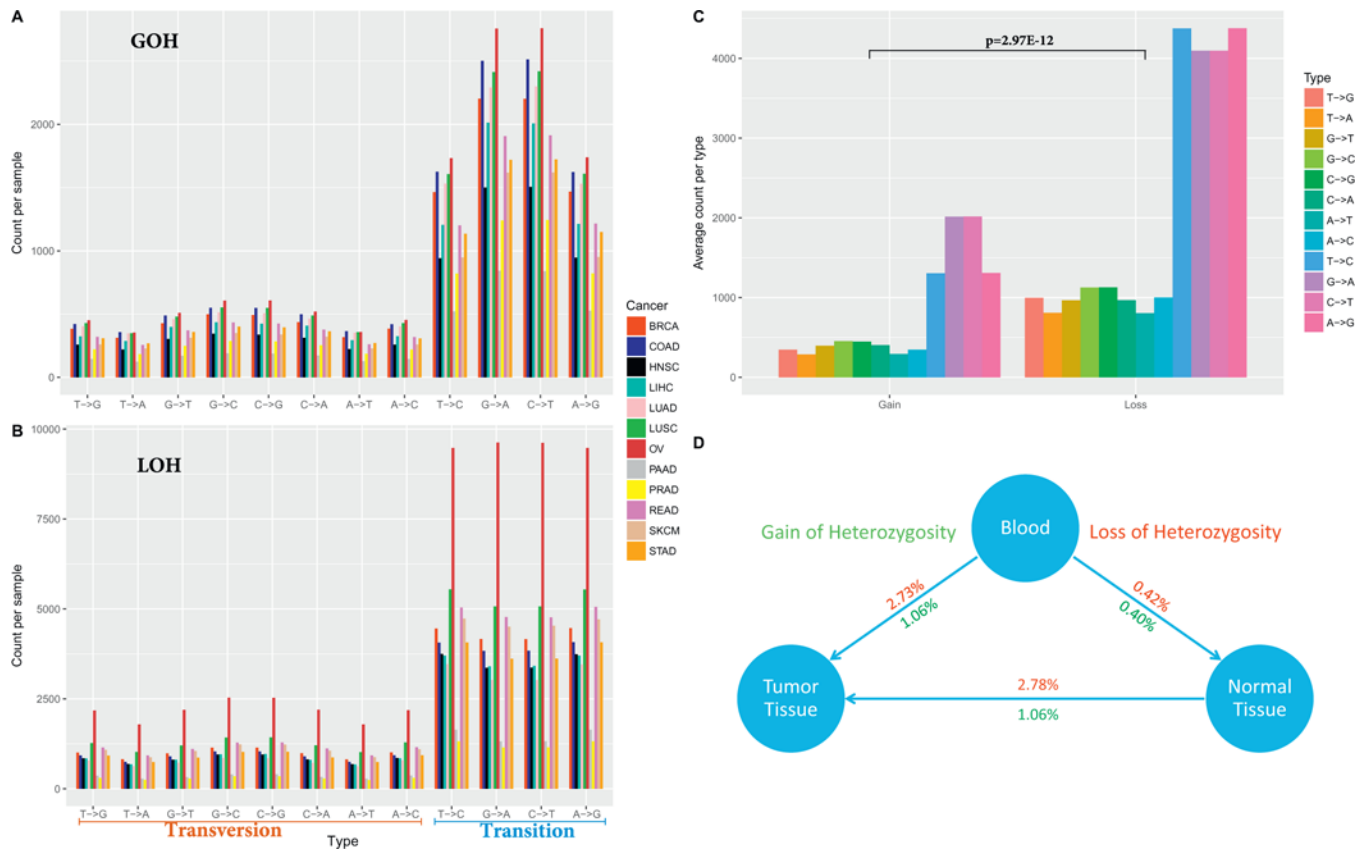 A
GOH
Count per sample
2000
1000
0
T->G T->A G->T G->C C->G C->A A->T A->C T->C G->A C->T A->G
B
LOH
Count per sample
10000
7500
5000
2500
0
T->G T->A G->T G->C C->G C->A A->T A->C T->C G->A C->T A->G
Transversion
Transition
Type
Cancer
BRCA
COAD
HNSC
LIHC
LUAD
LUSC
OV
PAAD
PRAD
READ
SKCM
STAD
C
p=2.97E-12
Average count per type
4000
3000
2000
1000
0
Gain Loss
Type
T->G
T->A
G->T
G->C
C->G
C->A
A->T
A->C
T->C
G->A
C->T
A->G
D
Blood
Gain of Heterozygosity
Loss of Heterozygosity
2.73%
1.06%
0.42%
0.40%
Tumor
Tissue
2.78%
1.06%
Normal
Tissue